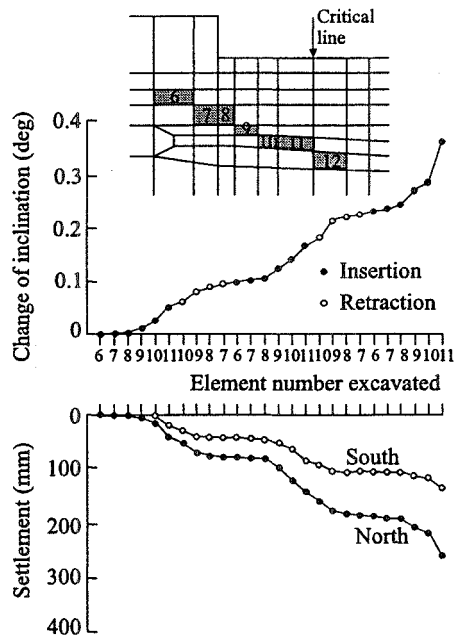 Critical
line
6
7 8
9
10 11
12
Change of inclination (deg)
0.4
0.3
0.2
0.1
0
Insertion
Retraction
6 7 8 9 10 11 10 9 8 7 6 7 8 9 10 11 10 9 8 7 6 7 8 9 10 11
Element number excavated
Settlement (mm)
0
100
200
300
400
South
North